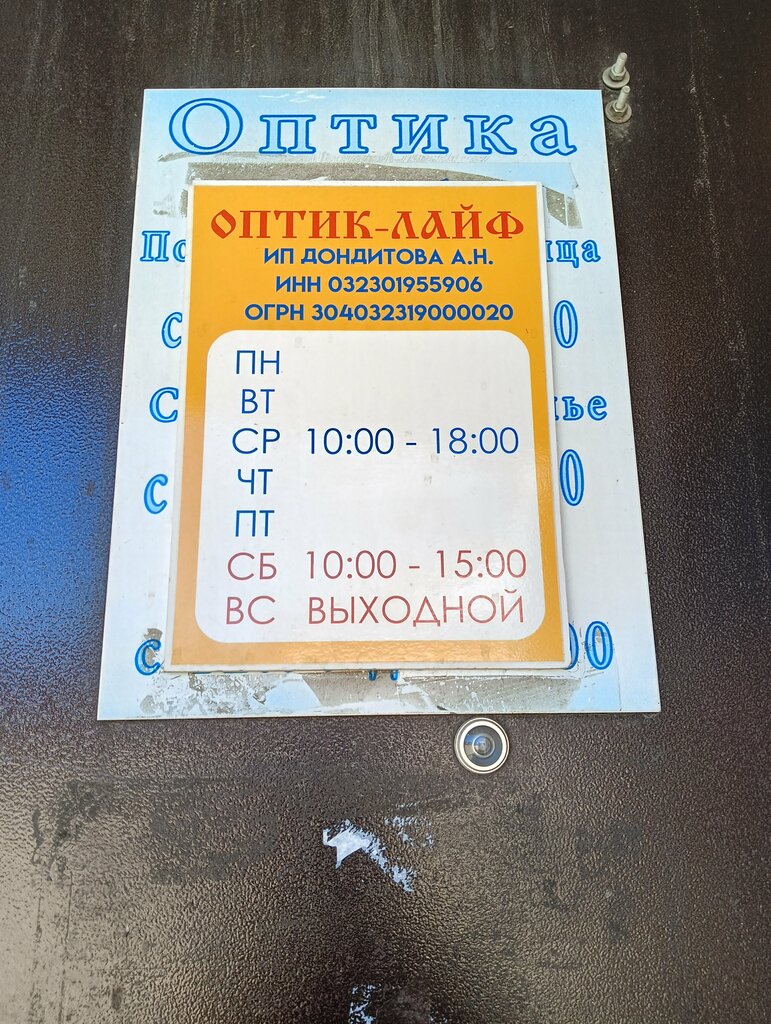 Оптика
ОПТИК-ЛАЙФ
ИП ДОНДИТОВА А.Н.
ИНН 032301955906
ОГРН 304032319000020
ПН
ВТ
СР 10:00 - 18:00
ЧТ
ПТ
СБ 10:00 - 15:00
ВС ВЫХОДНОЙ